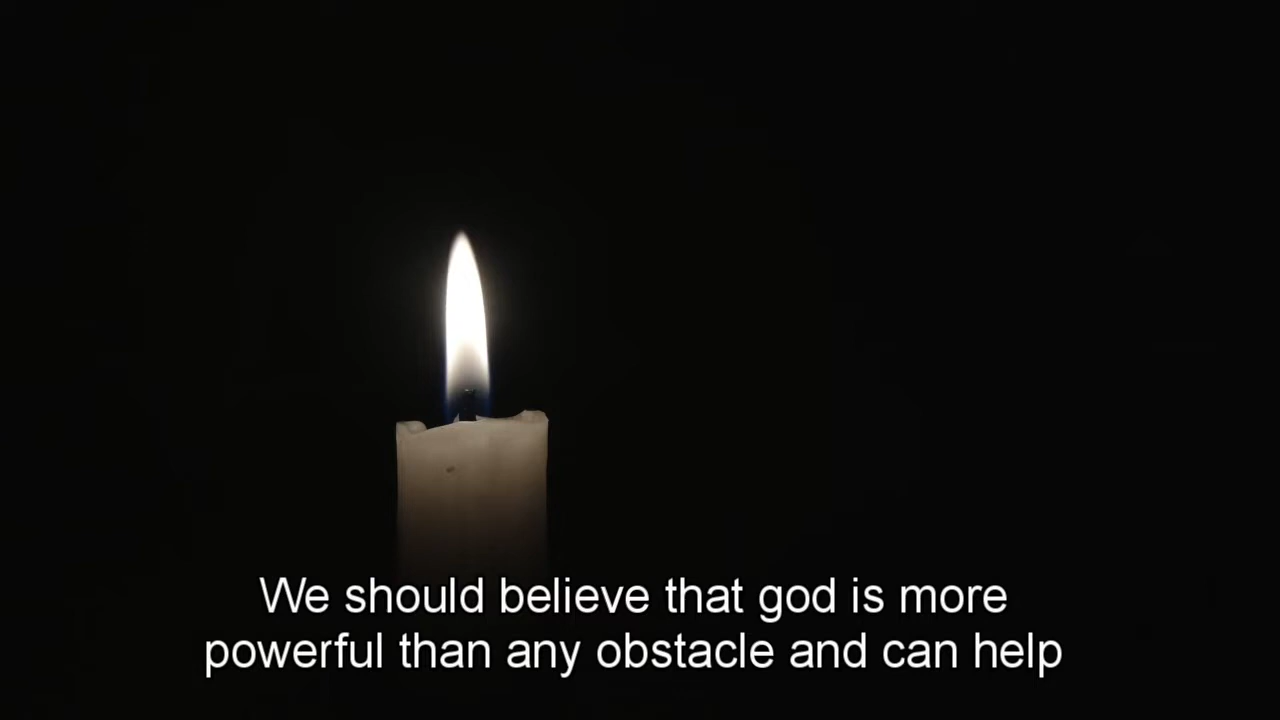 We should believe that god is more
powerful than any obstacle and can help